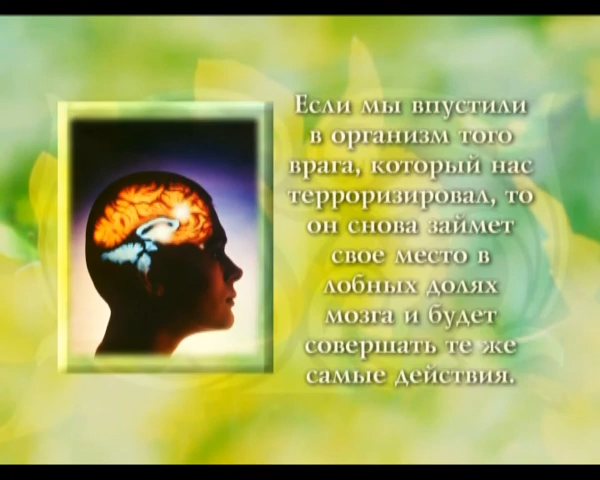 Если мы впустили
в организм того
врага, который нас
терроризировал, то
он снова займет
свое место в
лобных долях
мозга и будет
совершать те же
самые действия.